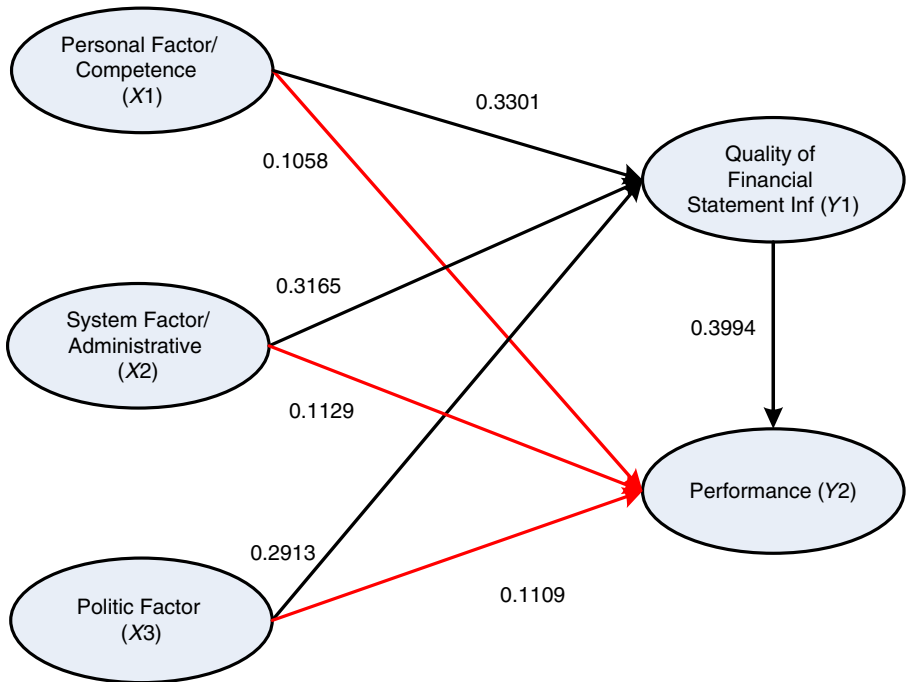 Personal Factor/
Competence
(X1)
0.3301
0.1058
Quality of
Financial
Statement Inf (Y1)
0.3165
System Factor/
Administrative
(X2)
0.3994
0.1129
Performance (Y2)
0.2913
0.1109
Politic Factor
(X3)